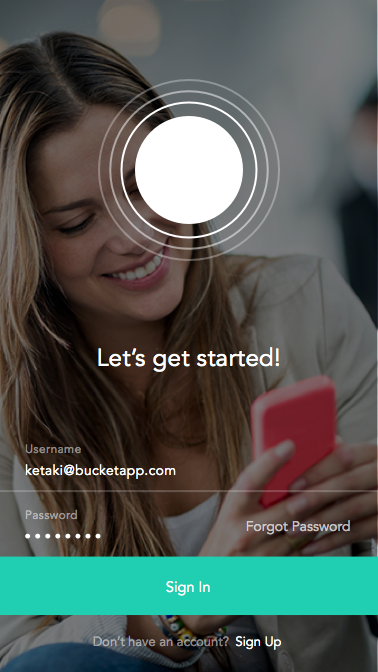 Let's get started!
Username
ketaki@bucketapp.com
Password
Forgot Password
Sign In
Don't have an account? Sign Up